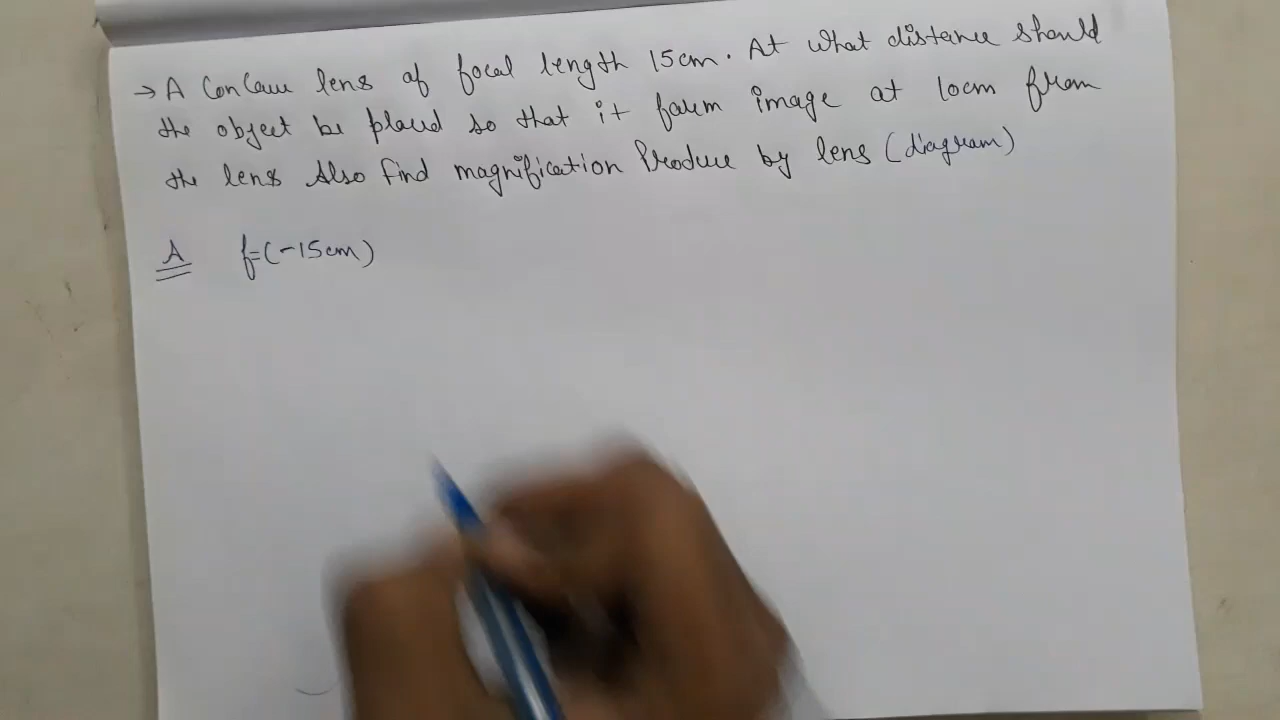 → A Concave lens of focal length 15cm. At what distance should
the object be placed so that it form image at 10cm from
the lens Also find magnification Produce by lens (diagram)
A f=(-15cm)